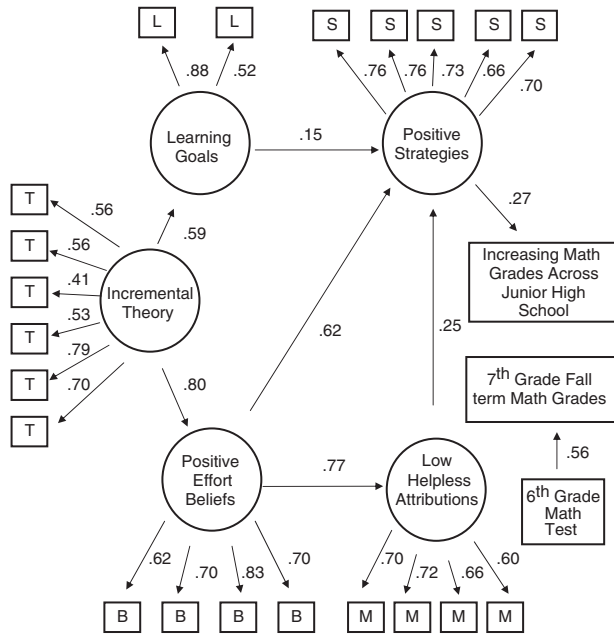 L
L
S
S
S
S
S
.88
.52
.76
.76
.73
.66
.70
Learning
Goals
.15
Positive
Strategies
T
T
T
T
T
T
.56
.56
.41
.53
.79
.70
.59
Incremental
Theory
.27
Increasing Math
Grades Across
Junior High
School
.62
.25
.80
7th Grade Fall
term Math Grades
.56
6th Grade
Math
Test
Positive
Effort
Beliefs
.77
Low
Helpless
Attributions
.62
.70
.83
.70
.70
.72
.66
.60
B
B
B
B
M
M
M
M